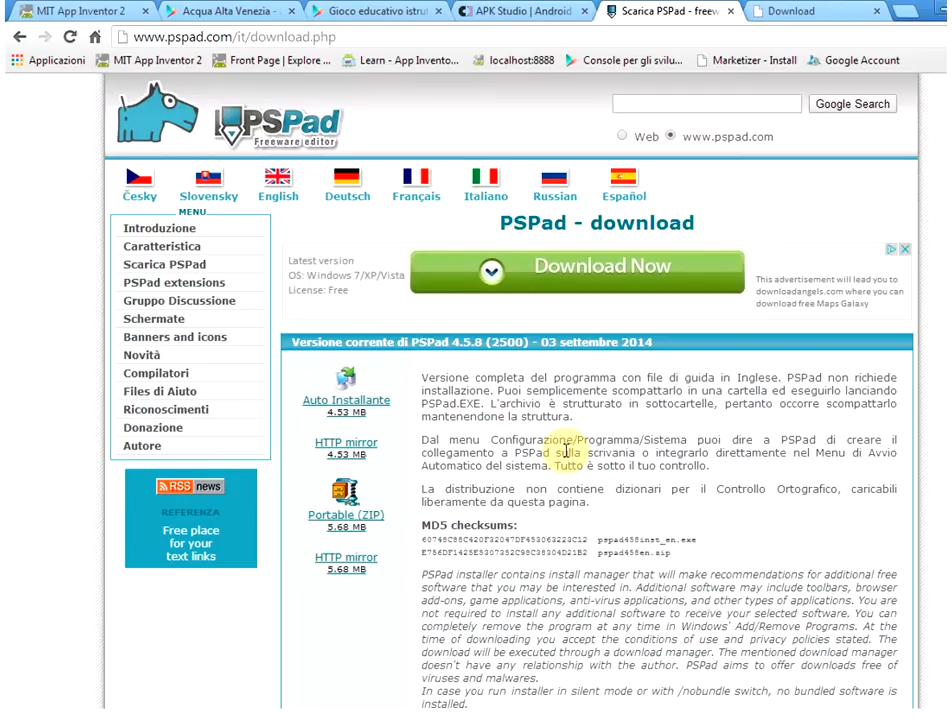 MIT App Inventor 2
Acqua Alta Venezia -
Gioco educativo istrut
APK Studio | Android
Scarica PSPad - freew
Download
www.pspad.com/it/download.php
Applicazioni
MIT App Inventor 2
Front Page | Explore ...
Learn - App Invento...
localhost:8888
Console per gli svilu...
Marketizer - Install
Google Account
PSPad
Freeware editor
Google Search
Web
www.pspad.com
Česky
Slovensky
English
Deutsch
Français
Italiano
Russian
Español
MENU
Introduzione
Caratteristica
Scarica PSPad
PSPad extensions
Gruppo Discussione
Schermate
Banners and icons
Novità
Compilatori
Files di Aiuto
Riconoscimenti
Donazione
Autore
RSS news
REFERENZA
Free place
for your
text links
PSPad - download
Latest version
OS: Windows 7/XP/Vista
License: Free
Download Now
This advertisement will lead you to
downloadangels.com where you can
download free Maps Galaxy
Versione corrente di PSPad 4.5.8 (2500) - 03 settembre 2014
Auto Installante
4.53 MB
HTTP mirror
4.53 MB
Portable (ZIP)
5.68 MB
HTTP mirror
5.68 MB
Versione completa del programma con file di guida in Inglese. PSPad non richiede
installazione. Puoi semplicemente scompattarlo in una cartella ed eseguirlo lanciando
PSPad.EXE. L'archivio è strutturato in sottocartelle, pertanto occorre scompattarlo
mantenendone la struttura.
Dal menu Configurazione/Programma/Sistema puoi dire a PSPad di creare il
collegamento a PSPad sulla scrivania o integrarlo direttamente nel Menu di Avvio
Automatico del sistema. Tutto è sotto il tuo controllo.
La distribuzione non contiene dizionari per il Controllo Ortografico, caricabili
liberamente da questa pagina.
MD5 checksums:
pspad458inst_en.exe
pspad458en.zip
PSPad installer contains install manager that will make recommendations for additional free
software that you may be interested in. Additional software may include toolbars, browser
add-ons, game applications, anti-virus applications, and other types of applications. You are
not required to install any additional software to receive your selected software. You can
completely remove the program at any time in Windows' Add/Remove Programs. At the
time of downloading you accept the conditions of use and privacy policies stated. The
download will be executed through a download manager. The mentioned download manager
doesn't have any relationship with the author. PSPad aims to offer downloads free of
viruses and malwares.
In case you run installer in silent mode or with /nobundle switch, no bundled software is
installed.